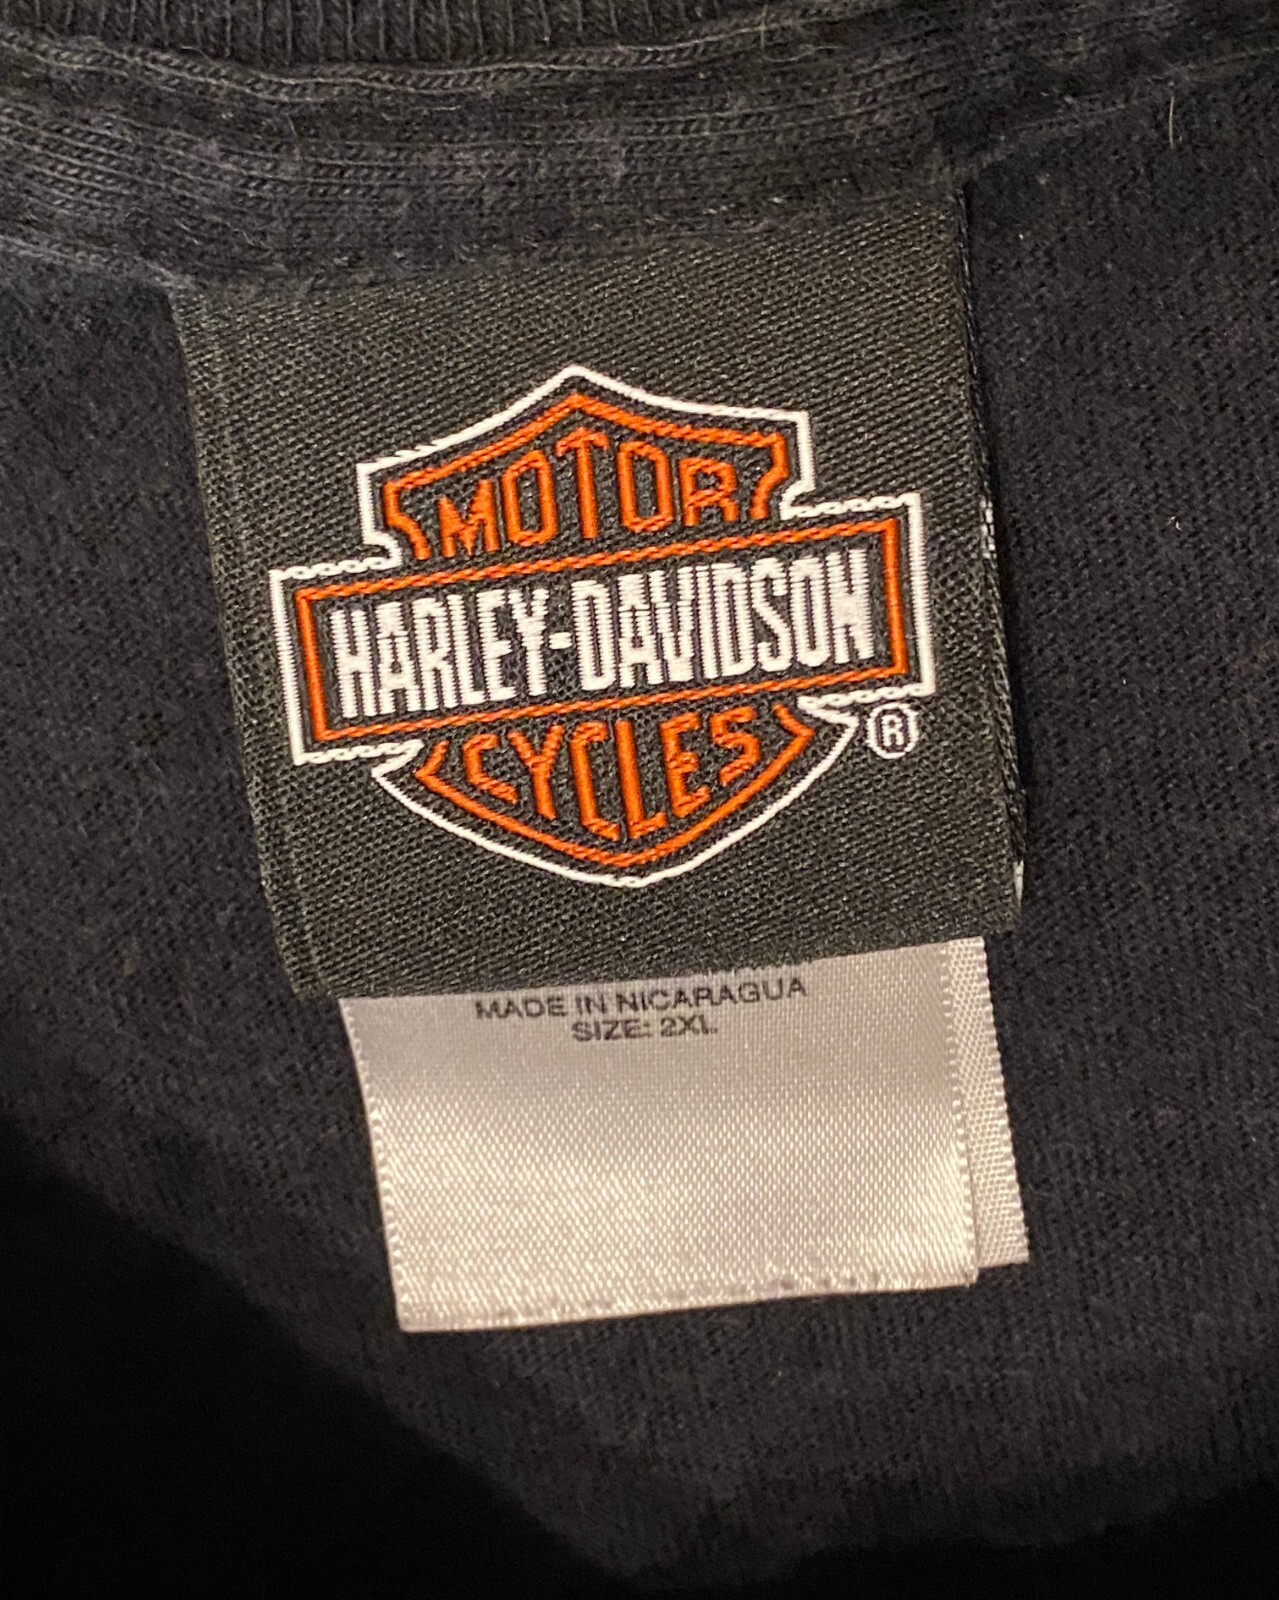 MOTOR
HARLEY-DAVIDSON
CYCLES
®
MADE IN NICARAGUA
SIZE: 2XL